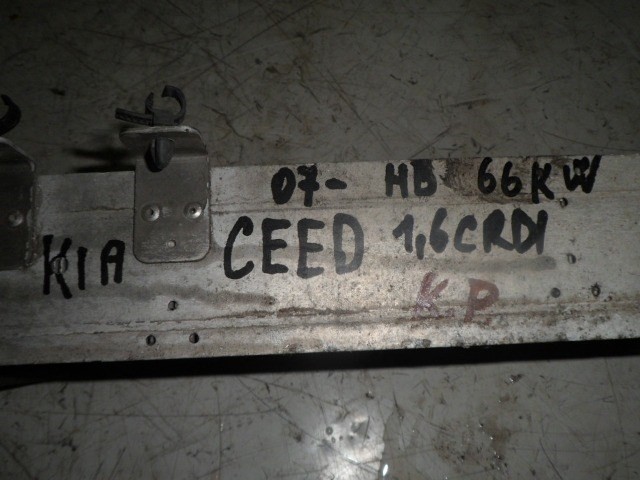 07- HB 66KW
KIA CEED 1,6CRDI
KP